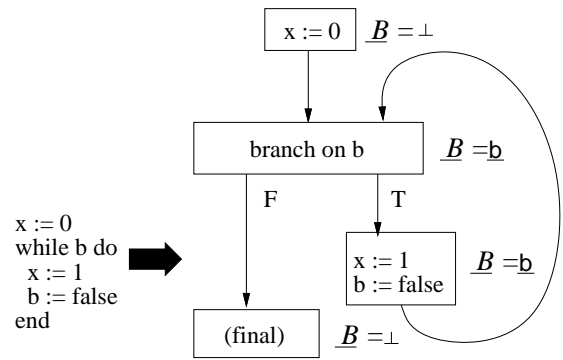 x := 0 B = ⊥
branch on b B = b
F T
x := 0
while b do
x := 1
b := false
end
x := 1
b := false B = b
(final) B = ⊥